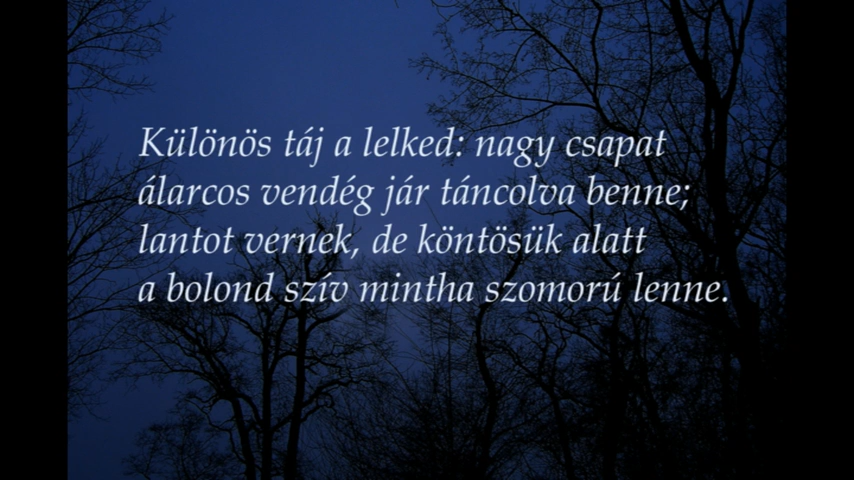 Különös táj a lelked: nagy csapat
álarcos vendég jár táncolva benne;
lantot vernek, de köntösük alatt
a bolond szív mintha szomorú lenne.